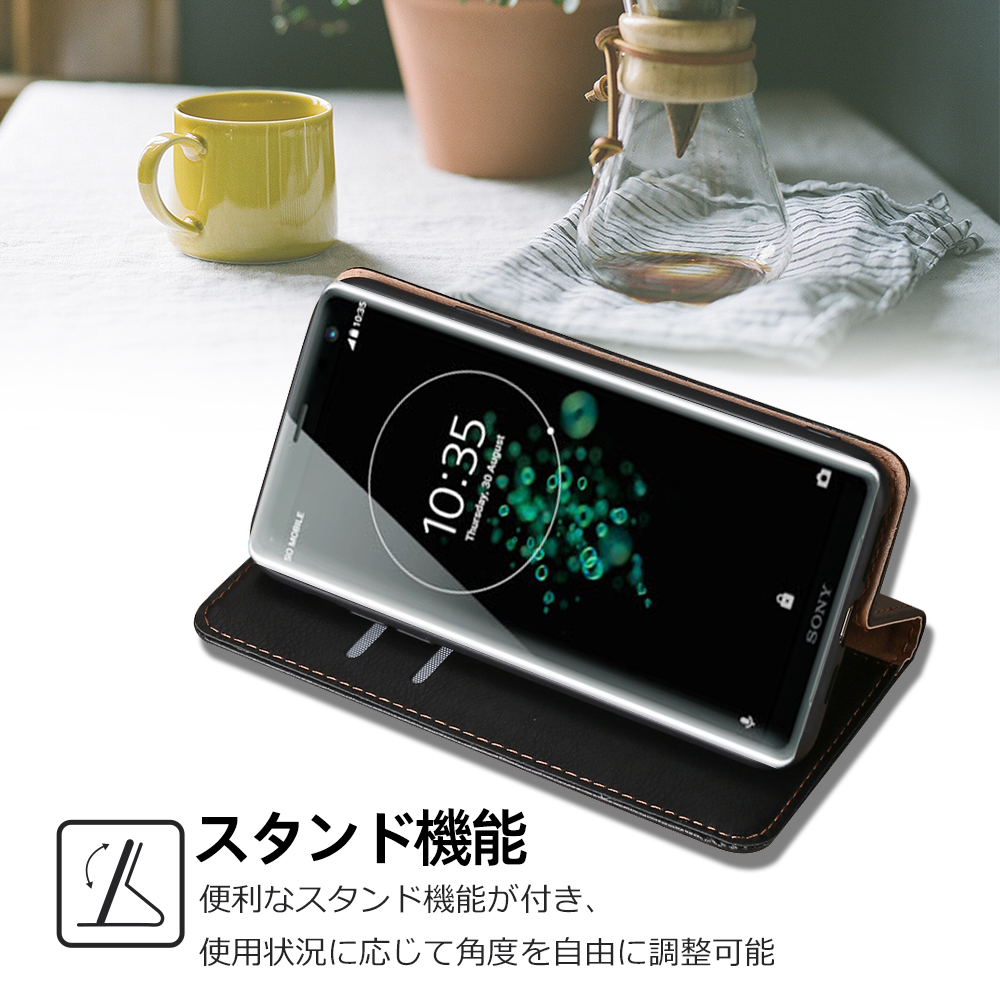 10:35
10:35
Thursday, 30 August
SO MOBILE
SONY
スタンド機能
便利なスタンド機能が付き、
使用状況に応じて角度を自由に調整可能